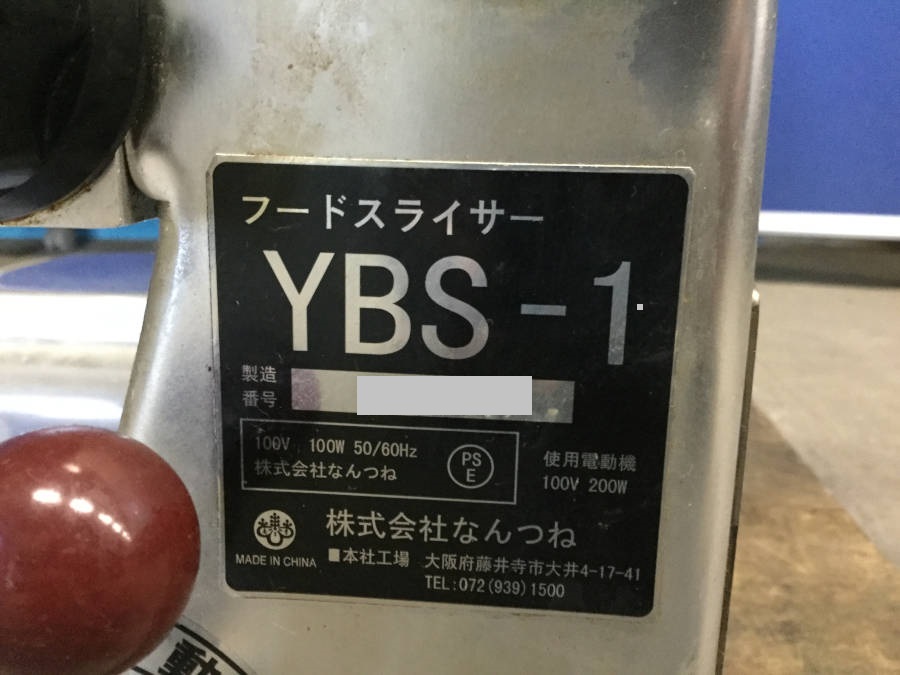 フードスライサー
YBS-1
製造
番号
100V 100W 50/60Hz
株式会社なんつね
PS
E
使用電動機
100V 200W
株式会社なんつね
MADE IN CHINA
■本社工場 大阪府藤井寺市大井4-17-41
TEL:072(939)1500
動